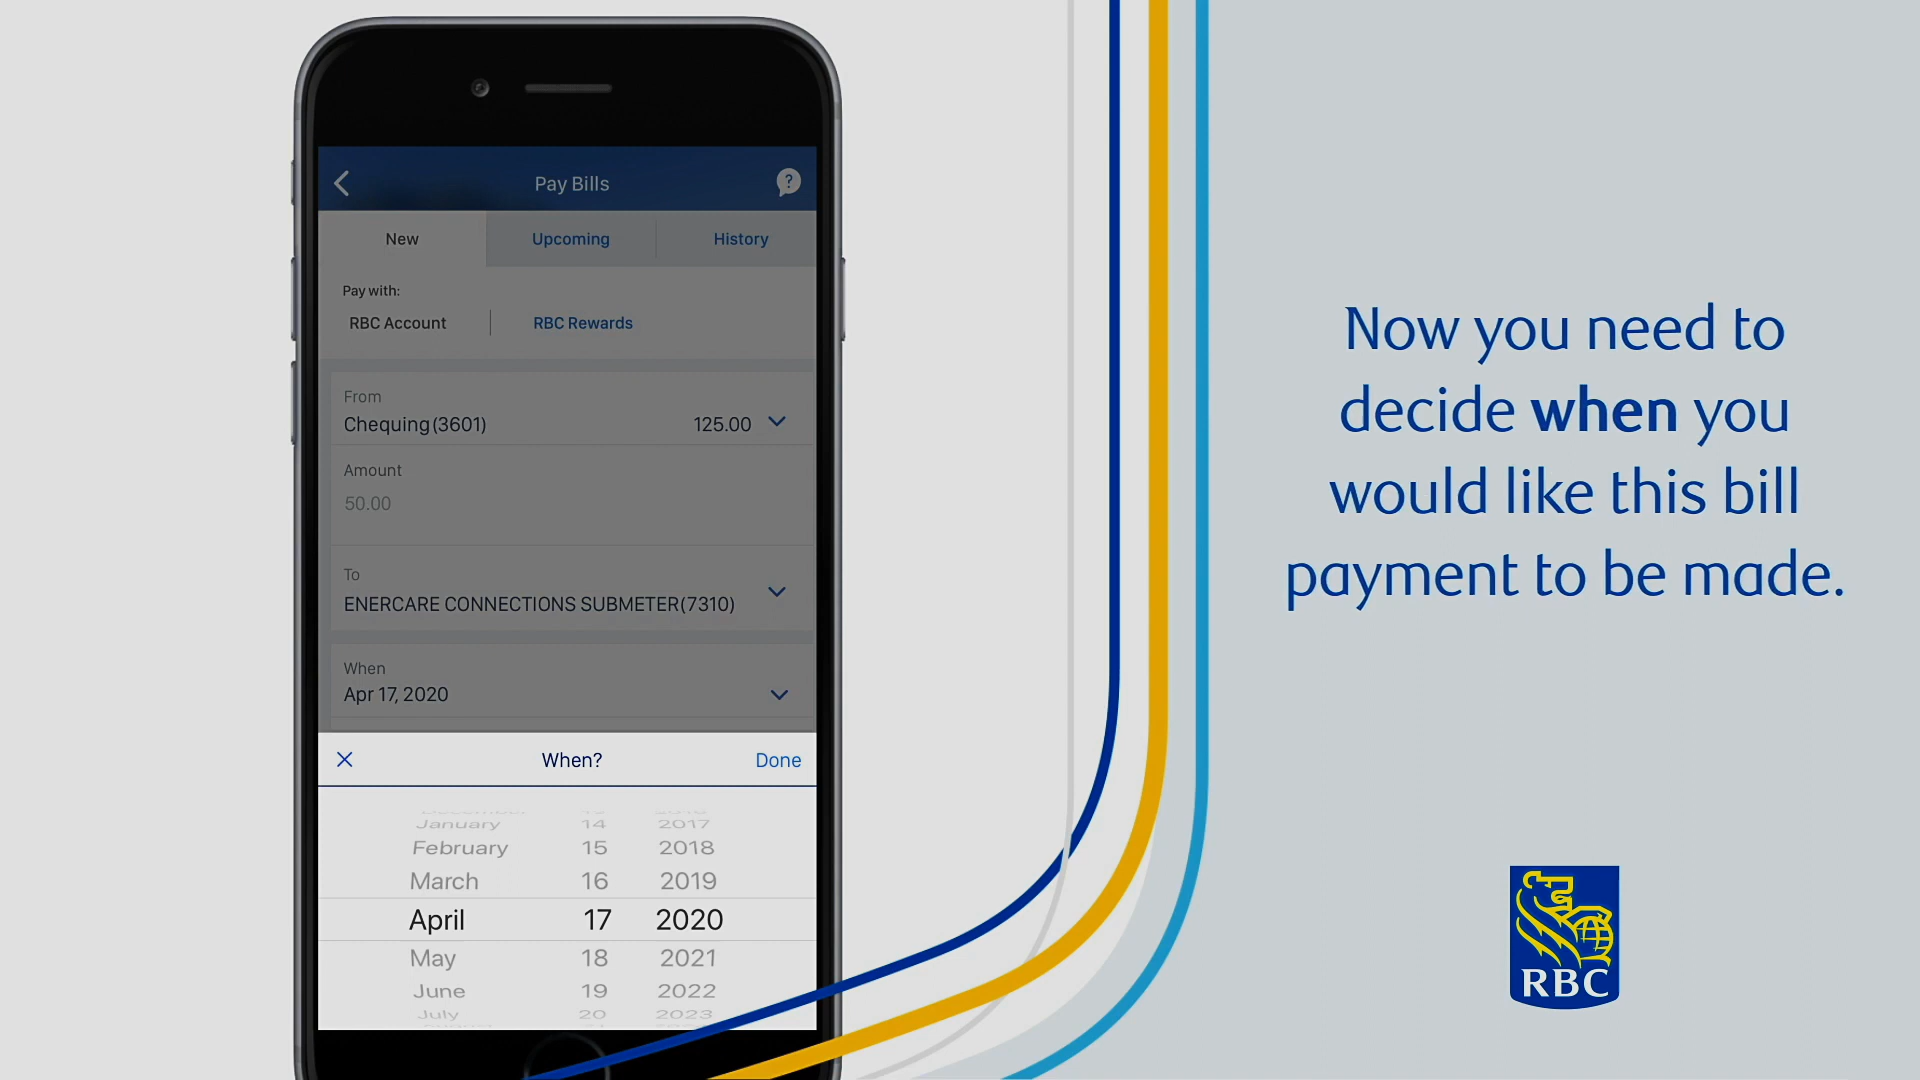 Pay Bills
?
New
Upcoming
History
Pay with:
RBC Account
RBC Rewards
From
Chequing(3601)
125.00
Amount
50.00
To
ENERCARE CONNECTIONS SUBMETER(7310)
When
Apr 17, 2020
When?
Done
January 14 2017
February 15 2018
March 16 2019
April 17 2020
May 18 2021
June 19 2022
July 20 2023
Now you need to
decide when you
would like this bill
payment to be made.
RBC